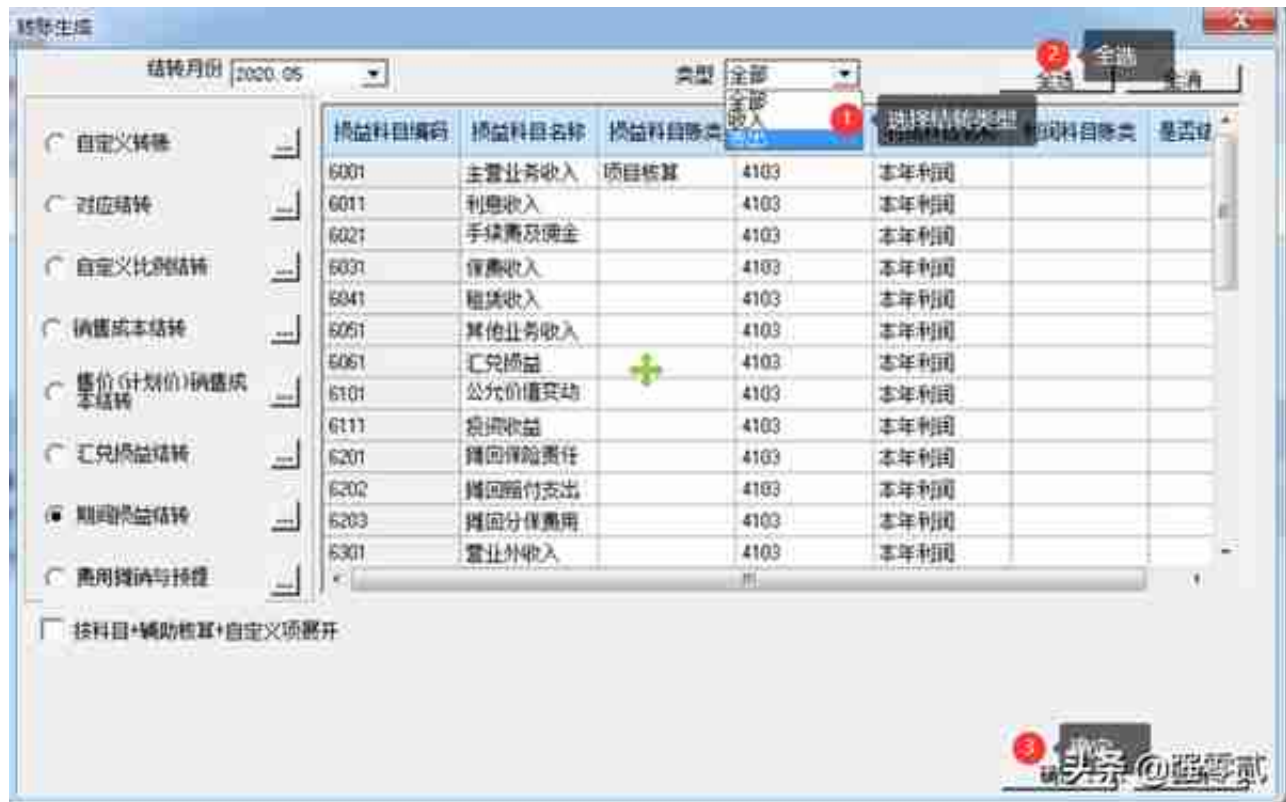 转账生成
结转月份 2020.05 类型 全部 ② 全选
全选 全消
全部
收入 ① 选择结转类型
支出
损益科目编码 损益科目名称 损益科目账类 是否结
自定义转账 ...
对应结转 ...
自定义比例结转 ...
销售成本结转 ...
售价(计划价)销售成本结转 ...
汇兑损益结转 ...
期间损益结转 ...
费用摊销与预提 ...
6001 主营业务收入 项目核算 4103 本年利润
6011 利息收入 4103 本年利润
6021 手续费及佣金 4103 本年利润
6031 保费收入 4103 本年利润
6041 租赁收入 4103 本年利润
6051 其他业务收入 4103 本年利润
6061 汇兑损益 4103 本年利润
6101 公允价值变动 4103 本年利润
6111 投资收益 4103 本年利润
6201 摊回保险责任 4103 本年利润
6202 摊回赔付支出 4103 本年利润
6203 摊回分保费用 4103 本年利润
6301 营业外收入 4103 本年利润
按科目+辅助核算+自定义项展开
③ 确定
头条